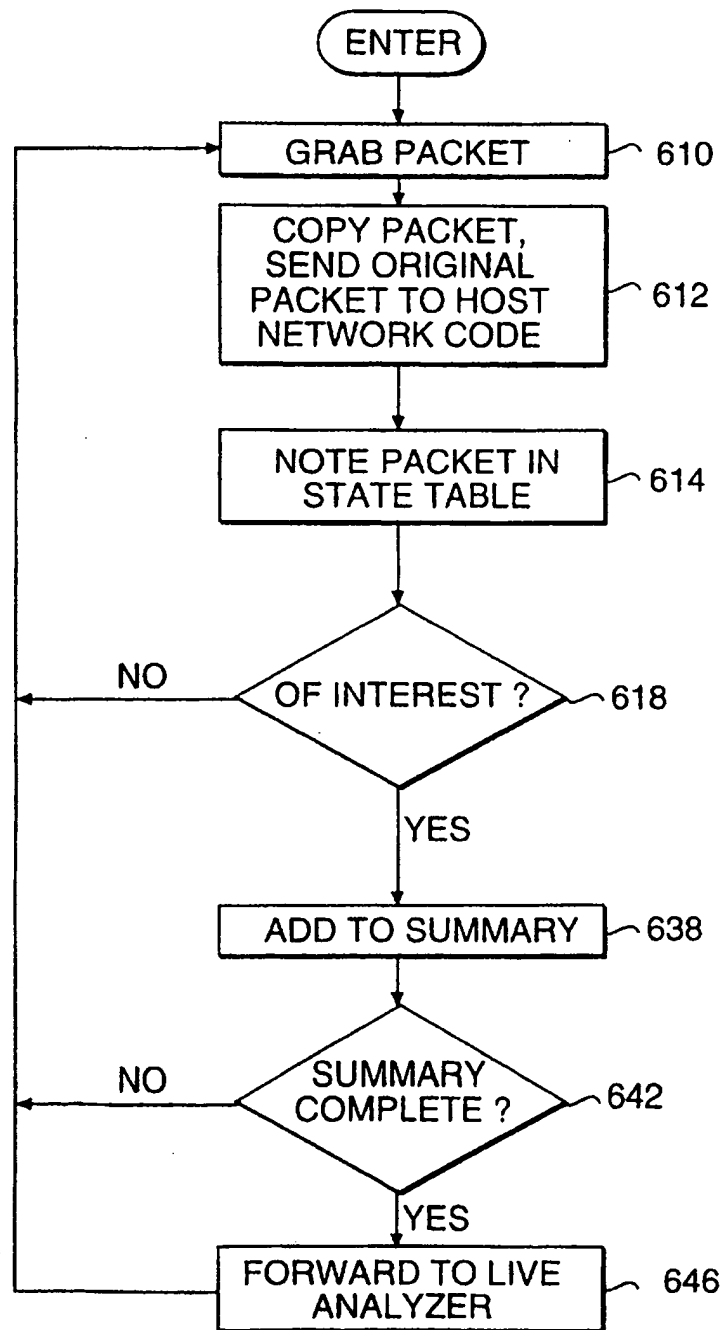 ENTER
GRAB PACKET
610
COPY PACKET,
SEND ORIGINAL
PACKET TO HOST
NETWORK CODE
612
NOTE PACKET IN
STATE TABLE
614
NO
OF INTEREST ?
618
YES
ADD TO SUMMARY
638
NO
SUMMARY
COMPLETE ?
642
YES
FORWARD TO LIVE
ANALYZER
646